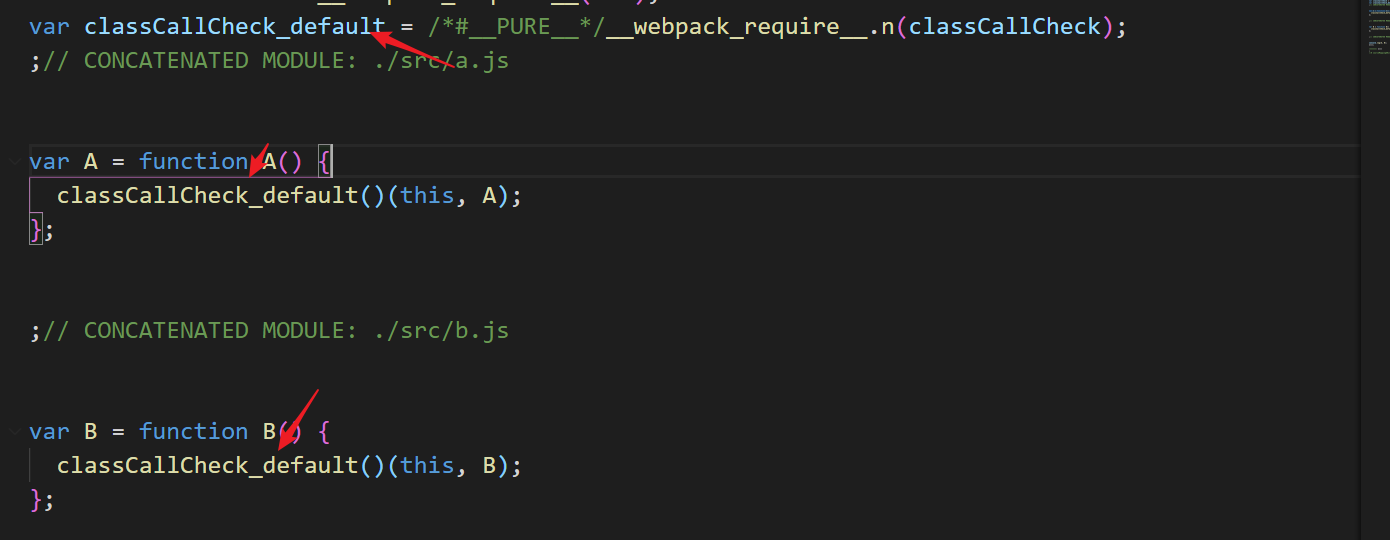 var classCallCheck_default = /*#__PURE__*/__webpack_require__.n(classCallCheck);
;// CONCATENATED MODULE: ./src/a.js
var A = function A() {
classCallCheck_default()(this, A);
};
;// CONCATENATED MODULE: ./src/b.js
var B = function B() {
classCallCheck_default()(this, B);
};